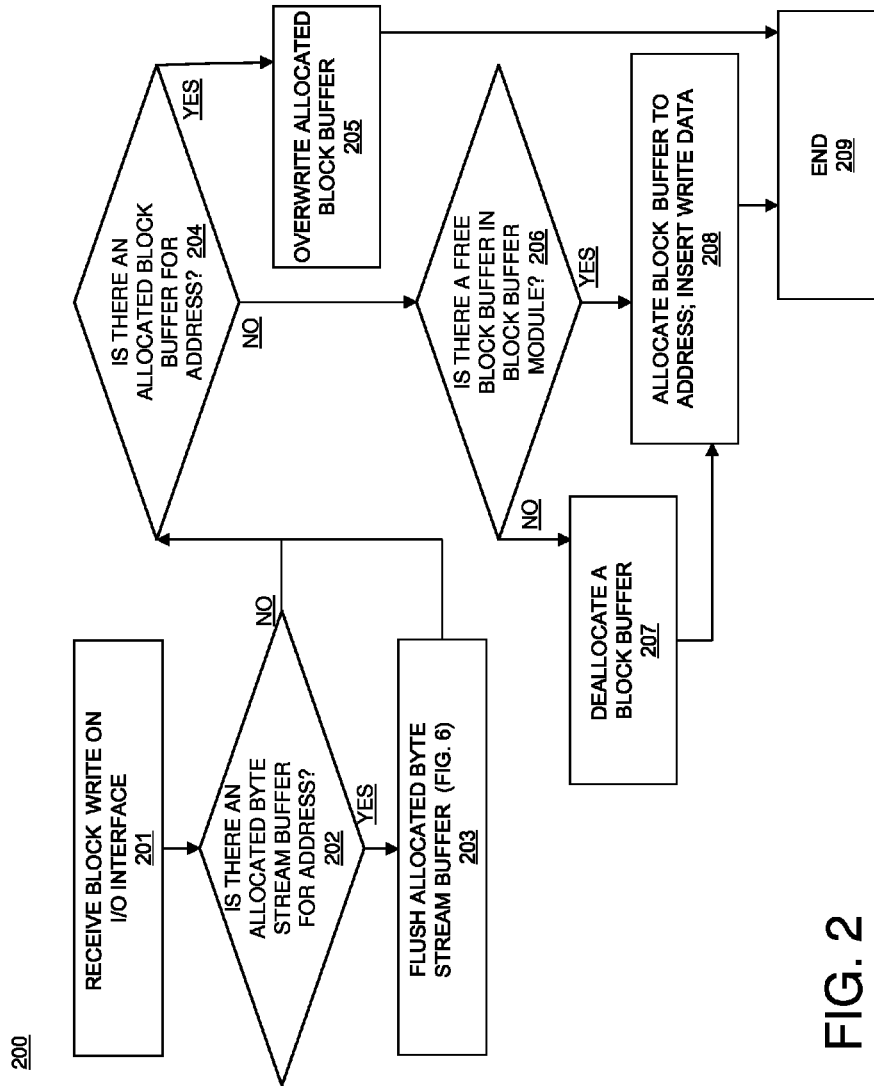 200
RECEIVE BLOCK WRITE ON
I/O INTERFACE
201
IS THERE AN
ALLOCATED BYTE
STREAM BUFFER
FOR ADDRESS?
202
NO
YES
FLUSH ALLOCATED BYTE
STREAM BUFFER (FIG. 6)
203
IS THERE AN
ALLOCATED BLOCK
BUFFER FOR
ADDRESS? 204
YES
NO
OVERWRITE ALLOCATED
BLOCK BUFFER
205
IS THERE A FREE
BLOCK BUFFER IN
BLOCK BUFFER
MODULE? 206
NO
YES
DEALLOCATE A
BLOCK BUFFER
207
ALLOCATE BLOCK BUFFER TO
ADDRESS; INSERT WRITE DATA
208
END
209
FIG. 2